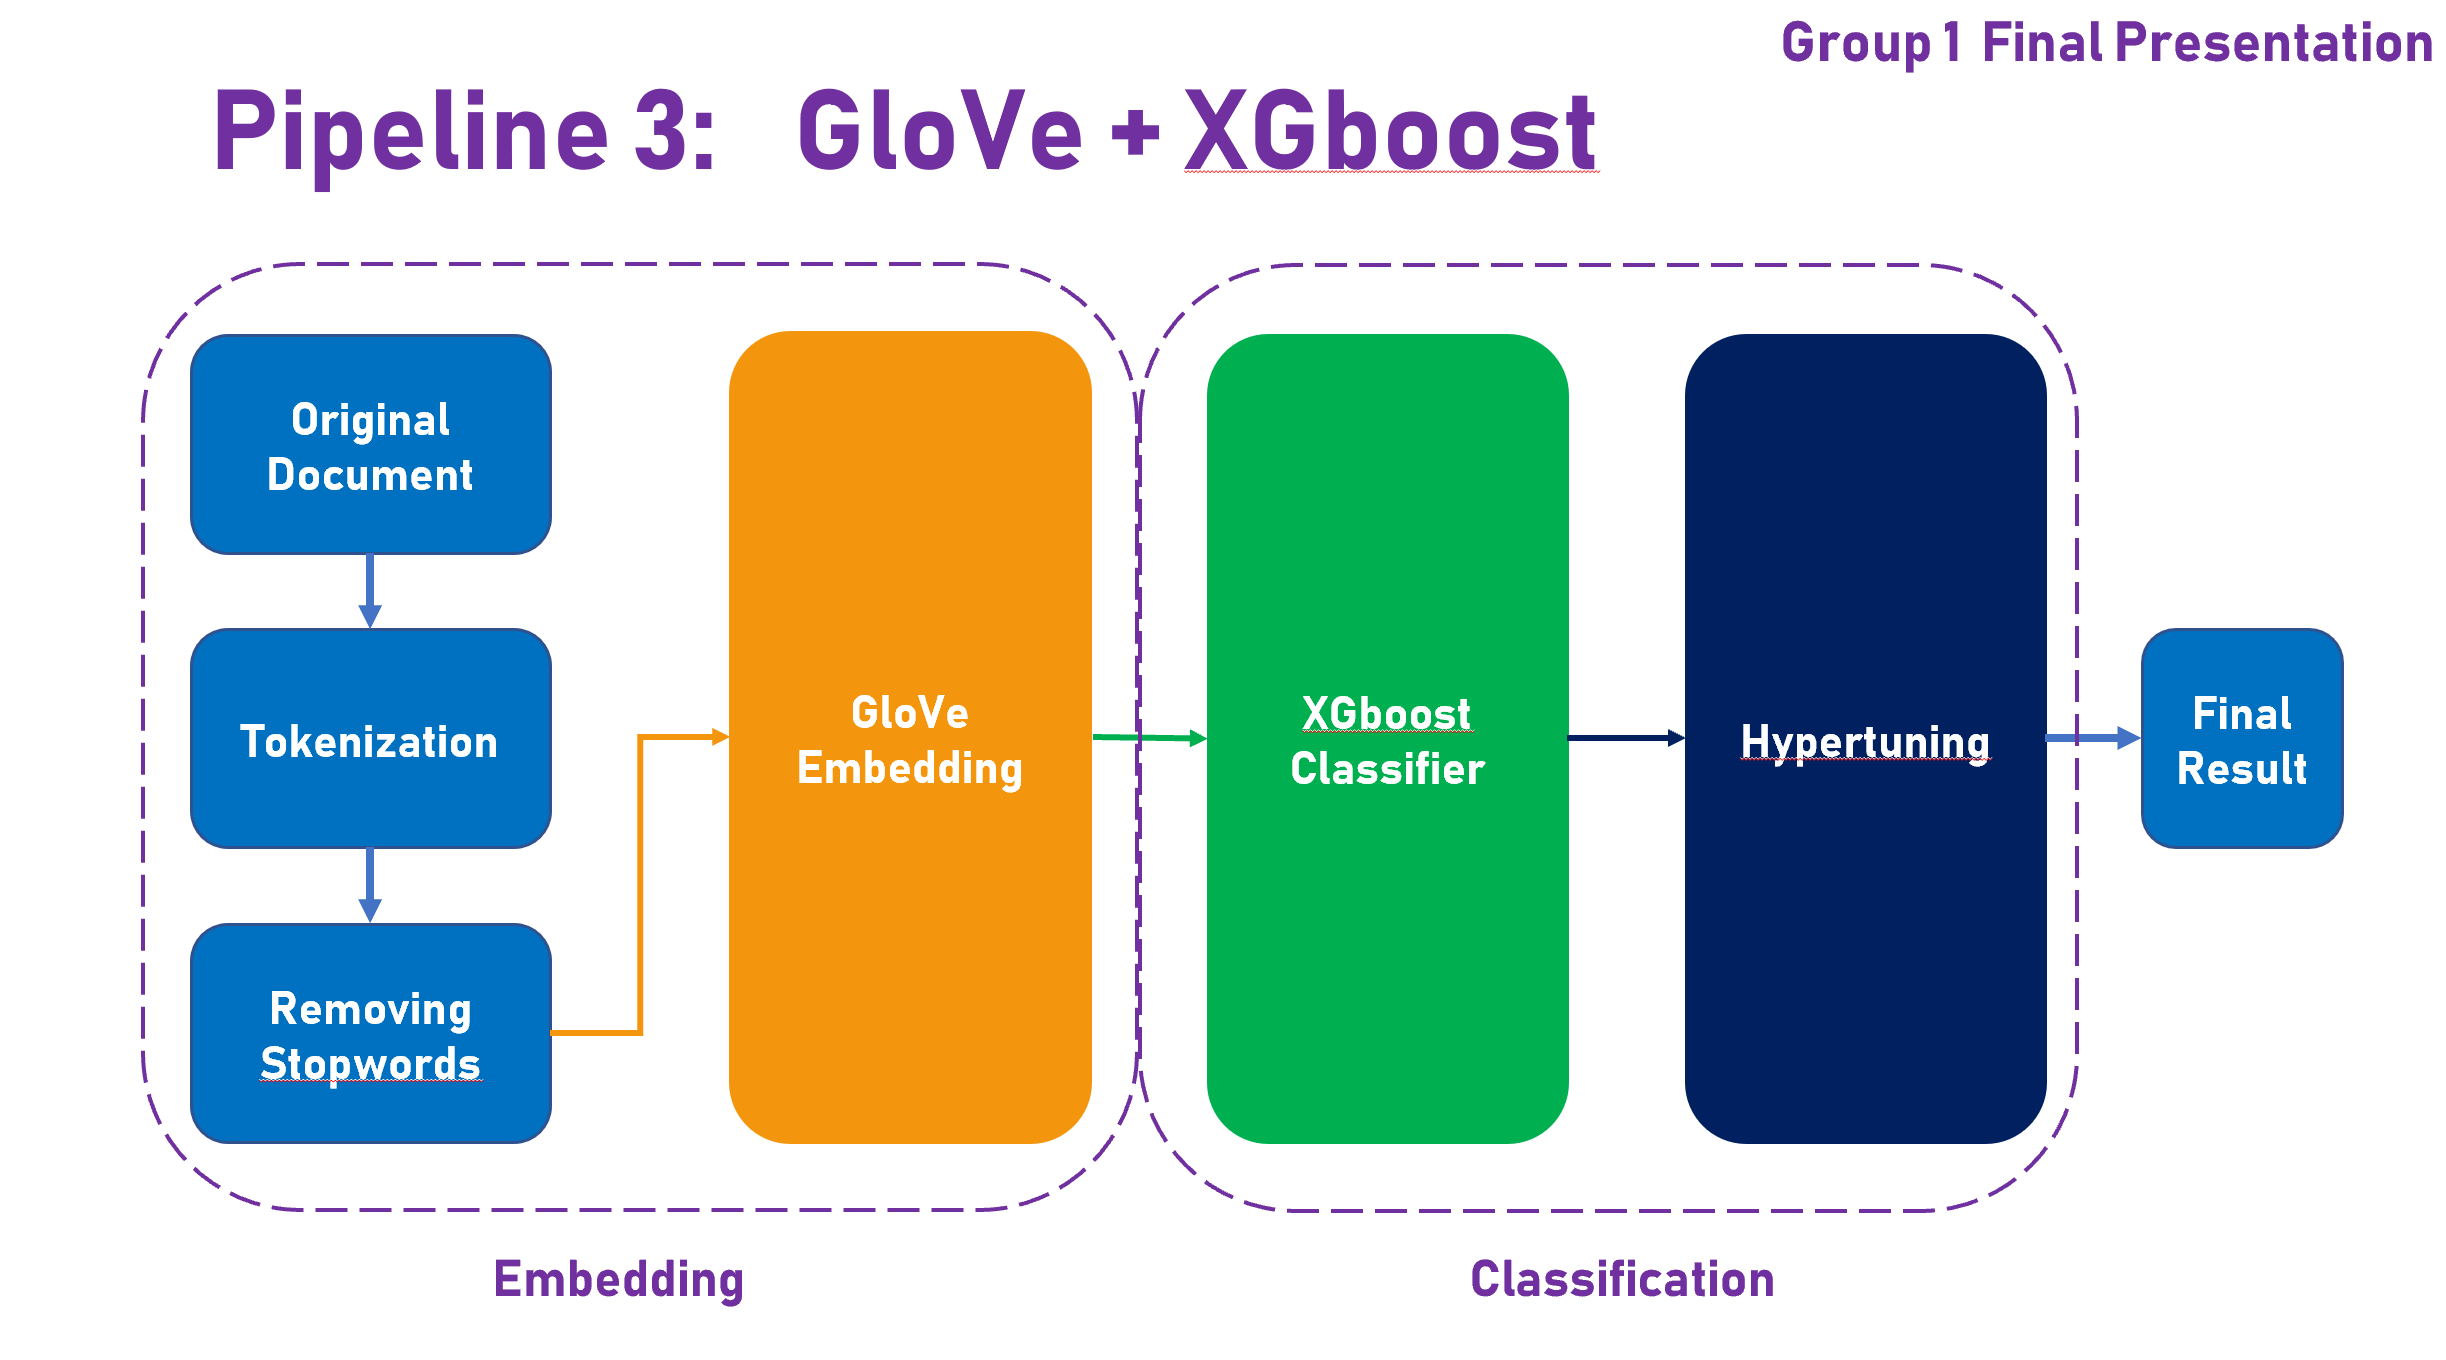 Group 1 Final Presentation
Pipeline 3: GloVe + XGboost
Original
Document
Tokenization
Removing
Stopwords
GloVe
Embedding
XGboost
Classifier
Hypertuning
Final
Result
Embedding
Classification